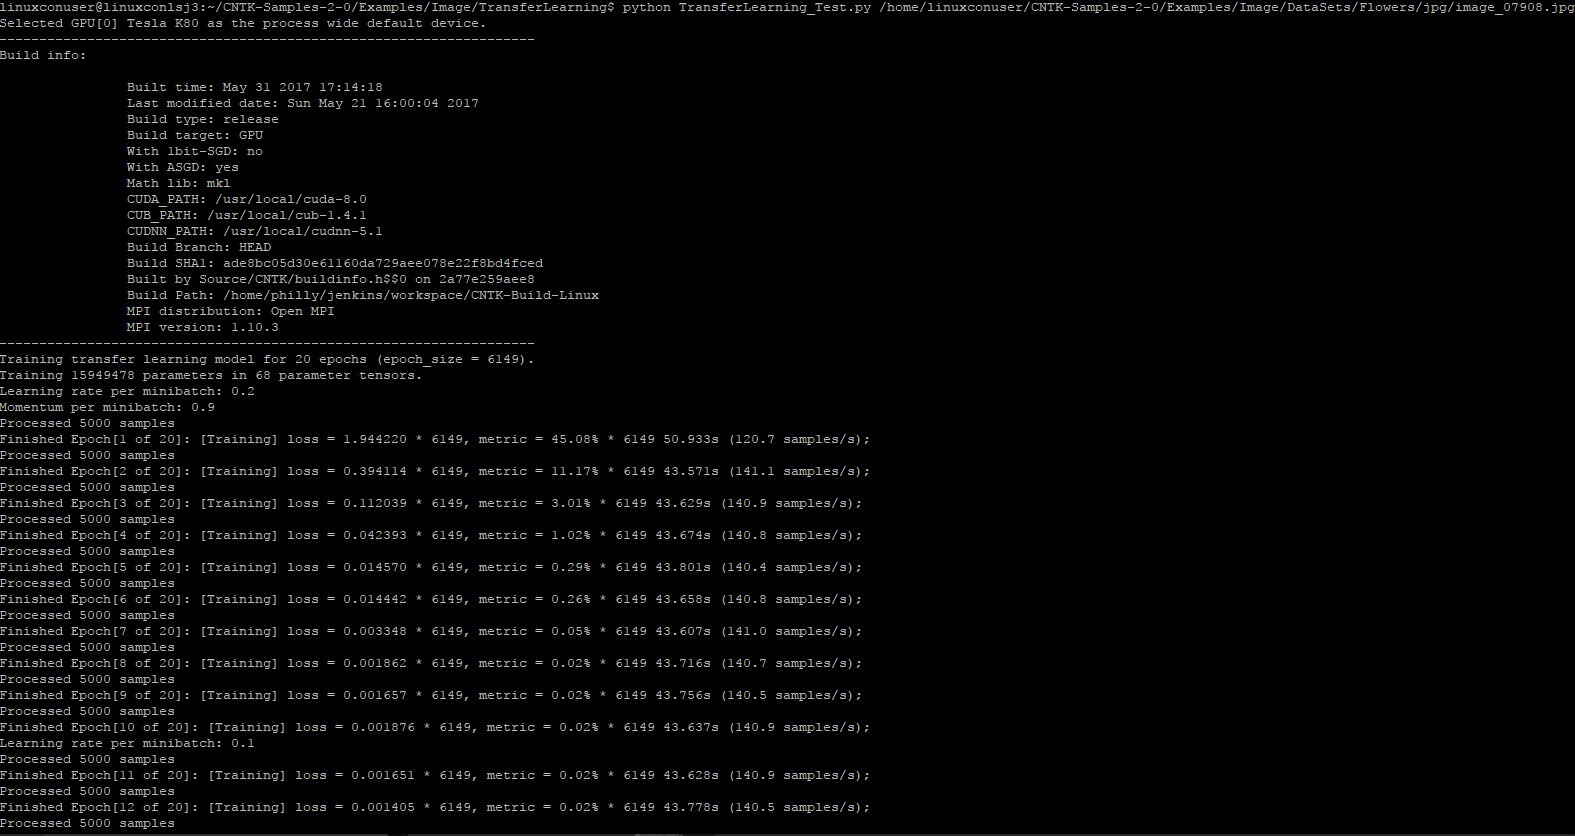 linuxconuser@linuxconlsj3:~/CNTK-Samples-2-0/Examples/Image/TransferLearning$ python TransferLearning_Test.py /home/linuxconuser/CNTK-Samples-2-0/Examples/Image/DataSets/Flowers/jpg/image_07908.jpg
Selected GPU[0] Tesla K80 as the process wide default device.
-------------------------------------------------------------------
Build info:
Built time: May 31 2017 17:14:18
Last modified date: Sun May 21 16:00:04 2017
Build type: release
Build target: GPU
With 1bit-SGD: no
With ASGD: yes
Math lib: mkl
CUDA_PATH: /usr/local/cuda-8.0
CUB_PATH: /usr/local/cub-1.4.1
CUDNN_PATH: /usr/local/cudnn-5.1
Build Branch: HEAD
Build SHA1: ade8bc05d30e61160da729aee078e22f8bd4fced
Built by Source/CNTK/buildinfo.h$$0 on 2a77e259aee8
Build Path: /home/philly/jenkins/workspace/CNTK-Build-Linux
MPI distribution: Open MPI
MPI version: 1.10.3
-------------------------------------------------------------------
Training transfer learning model for 20 epochs (epoch_size = 6149).
Training 15949478 parameters in 68 parameter tensors.
Learning rate per minibatch: 0.2
Momentum per minibatch: 0.9
Processed 5000 samples
Finished Epoch[1 of 20]: [Training] loss = 1.944220 * 6149, metric = 45.08% * 6149 50.933s (120.7 samples/s);
Processed 5000 samples
Finished Epoch[2 of 20]: [Training] loss = 0.394114 * 6149, metric = 11.17% * 6149 43.571s (141.1 samples/s);
Processed 5000 samples
Finished Epoch[3 of 20]: [Training] loss = 0.112039 * 6149, metric = 3.01% * 6149 43.629s (140.9 samples/s);
Processed 5000 samples
Finished Epoch[4 of 20]: [Training] loss = 0.042393 * 6149, metric = 1.02% * 6149 43.674s (140.8 samples/s);
Processed 5000 samples
Finished Epoch[5 of 20]: [Training] loss = 0.014570 * 6149, metric = 0.29% * 6149 43.801s (140.4 samples/s);
Processed 5000 samples
Finished Epoch[6 of 20]: [Training] loss = 0.014442 * 6149, metric = 0.26% * 6149 43.658s (140.8 samples/s);
Processed 5000 samples
Finished Epoch[7 of 20]: [Training] loss = 0.003348 * 6149, metric = 0.05% * 6149 43.607s (141.0 samples/s);
Processed 5000 samples
Finished Epoch[8 of 20]: [Training] loss = 0.001862 * 6149, metric = 0.02% * 6149 43.716s (140.7 samples/s);
Processed 5000 samples
Finished Epoch[9 of 20]: [Training] loss = 0.001657 * 6149, metric = 0.02% * 6149 43.756s (140.5 samples/s);
Processed 5000 samples
Finished Epoch[10 of 20]: [Training] loss = 0.001876 * 6149, metric = 0.02% * 6149 43.637s (140.9 samples/s);
Learning rate per minibatch: 0.1
Processed 5000 samples
Finished Epoch[11 of 20]: [Training] loss = 0.001651 * 6149, metric = 0.02% * 6149 43.628s (140.9 samples/s);
Processed 5000 samples
Finished Epoch[12 of 20]: [Training] loss = 0.001405 * 6149, metric = 0.02% * 6149 43.778s (140.5 samples/s);
Processed 5000 samples